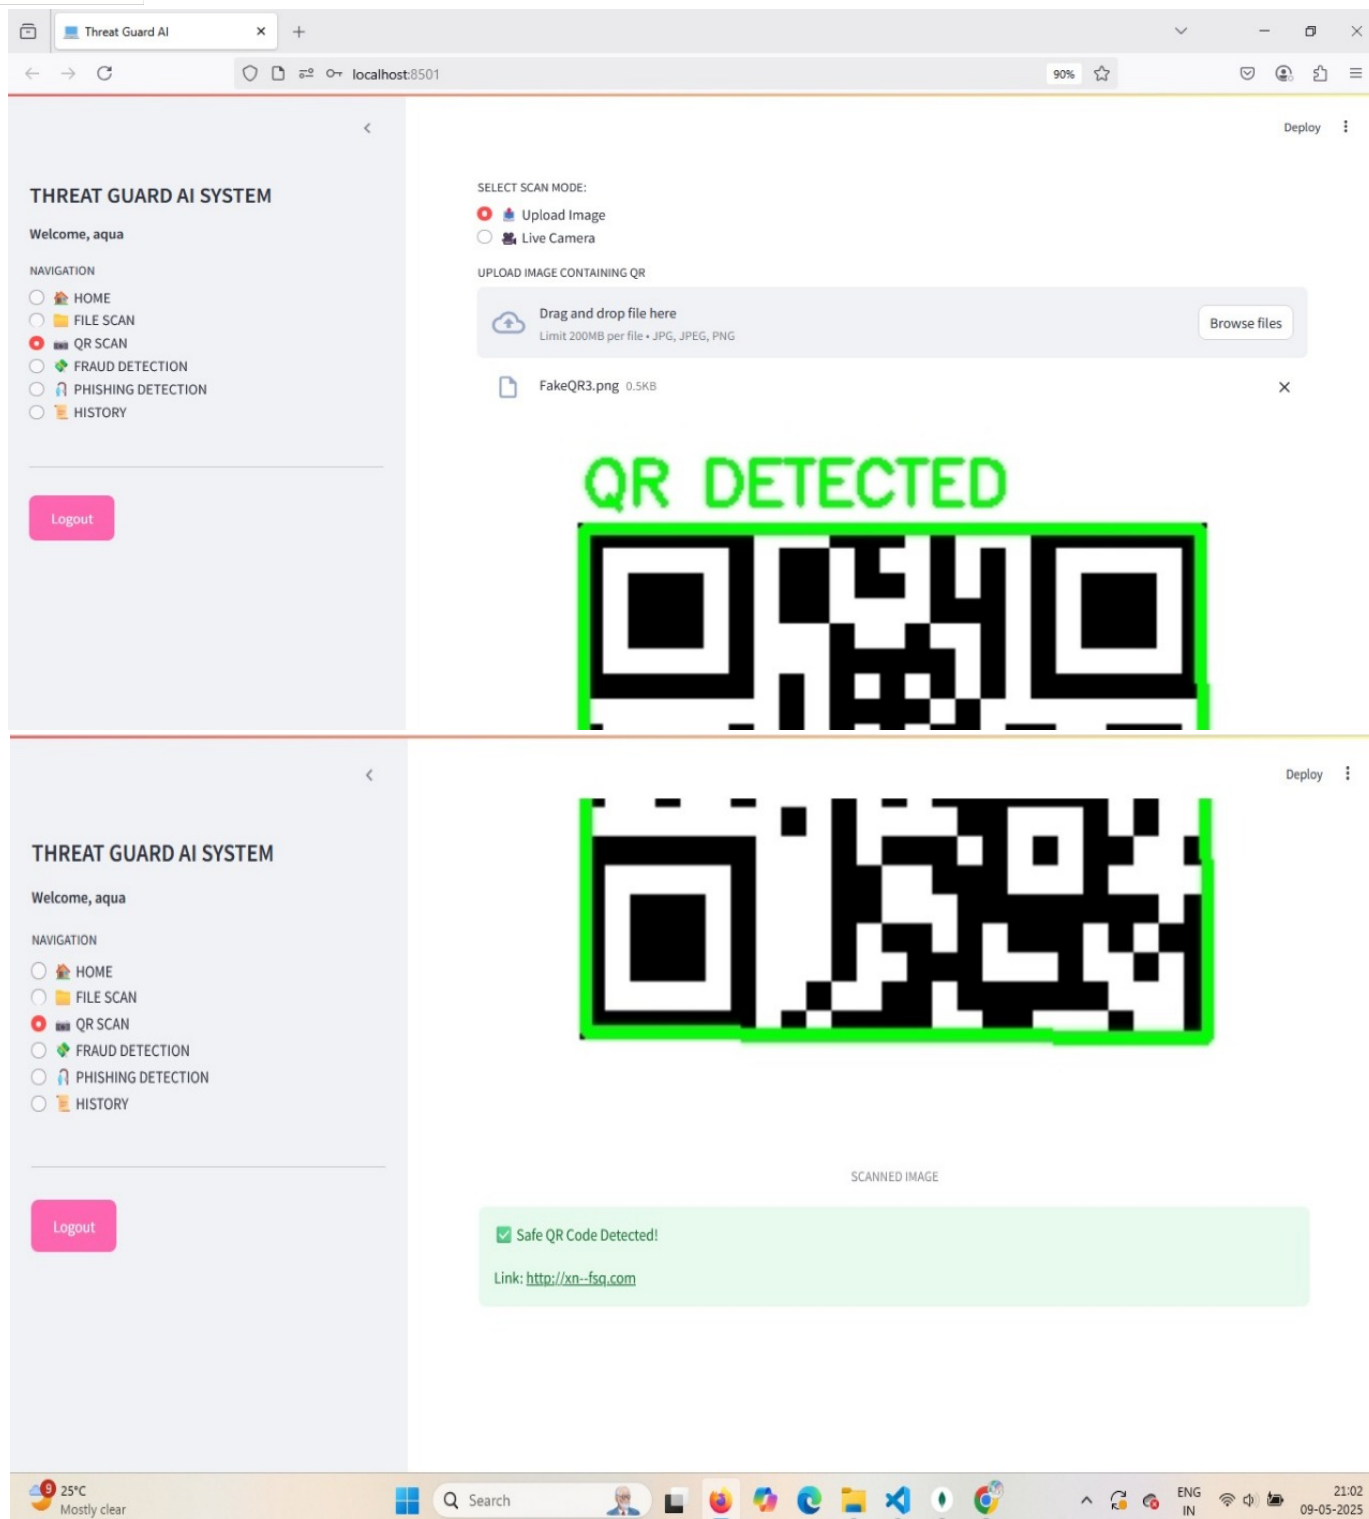 Threat Guard AI
localhost:8501
90%
Deploy
THREAT GUARD AI SYSTEM
Welcome, aqua
NAVIGATION
HOME
FILE SCAN
QR SCAN
FRAUD DETECTION
PHISHING DETECTION
HISTORY
Logout
SELECT SCAN MODE:
Upload Image
Live Camera
UPLOAD IMAGE CONTAINING QR
Drag and drop file here
Limit 200MB per file • JPG, JPEG, PNG
Browse files
FakeQR3.png 0.5KB
QR DETECTED
Deploy
THREAT GUARD AI SYSTEM
Welcome, aqua
NAVIGATION
HOME
FILE SCAN
QR SCAN
FRAUD DETECTION
PHISHING DETECTION
HISTORY
Logout
SCANNED IMAGE
Safe QR Code Detected!
Link: http://xn--fsq.com
9
25°C
Mostly clear
Search
ENG
IN
21:02
09-05-2025